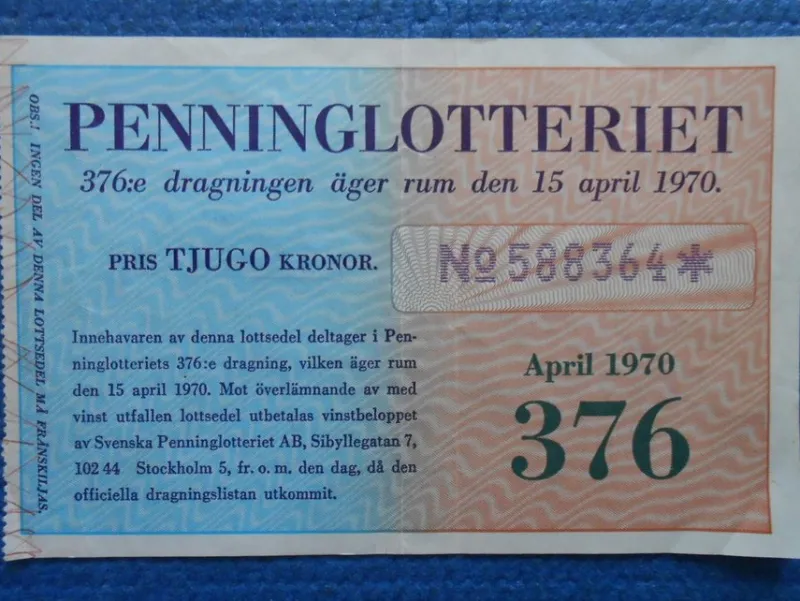 PENNINGLOTTERIET
376:e dragningen äger rum den 15 april 1970.
PRIS TJUGO KRONOR.
No 588364*
Innehavaren av denna lottsedel deltager i Pen-
ninglotteriets 376:e dragning, vilken äger rum
den 15 april 1970. Mot överlämnande av med
vinst utfallen lottsedel utbetalas vinstbeloppet
av Svenska Penninglotteriet AB, Sibyllegatan 7,
102 44 Stockholm 5, fr. o. m. den dag, då den
officiella dragningslistan utkommit.
April 1970
376
OBS.! INGEN DEL AV DENNA LOTTSEDEL MÅ FRÅNSKILJAS.